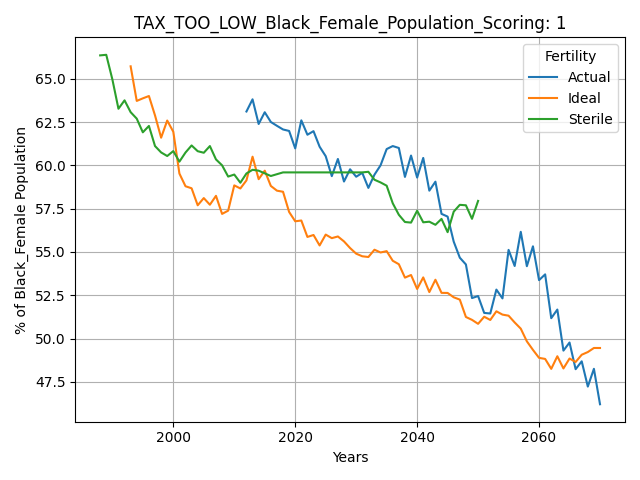 TAX_TOO_LOW_Black_Female_Population_Scoring: 1
Fertility
Actual
Ideal
Sterile
% of Black_Female Population
65.0
62.5
60.0
57.5
55.0
52.5
50.0
47.5
2000
2020
2040
2060
Years